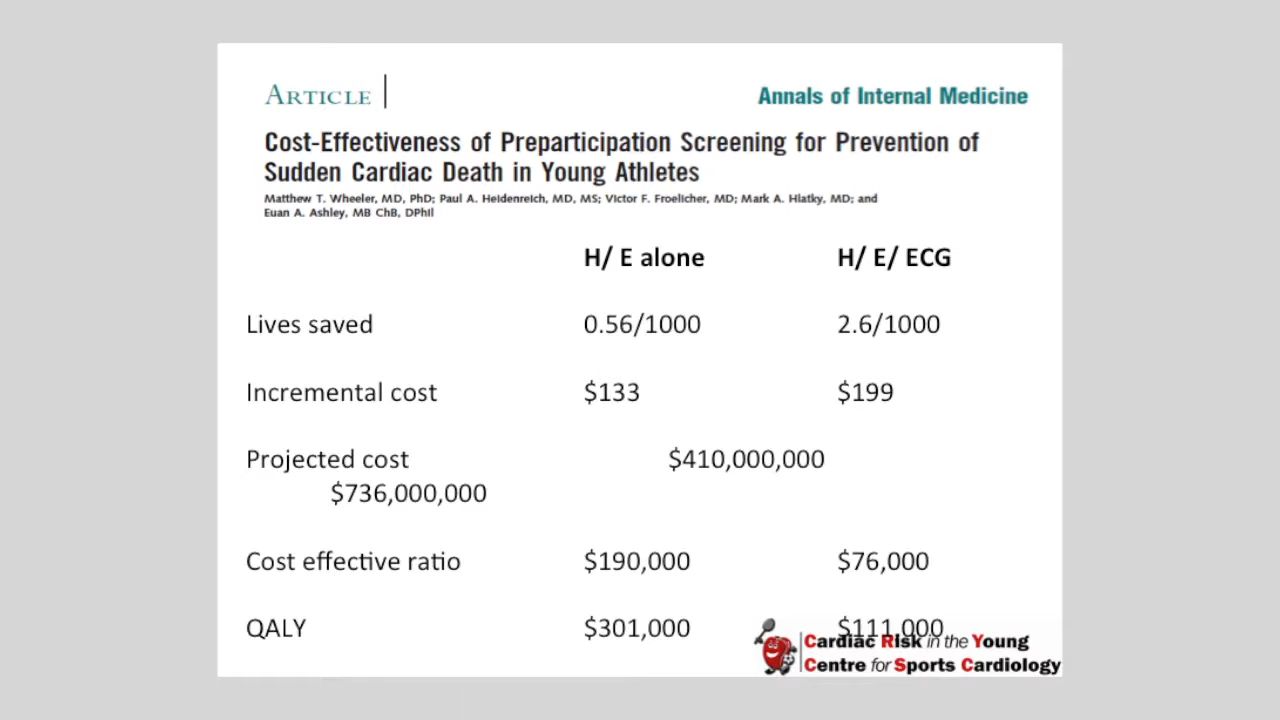 ARTICLE
Annals of Internal Medicine
Cost-Effectiveness of Preparticipation Screening for Prevention of
Sudden Cardiac Death in Young Athletes
Matthew T. Wheeler, MD, PhD; Paul A. Heidenreich, MD, MS; Victor F. Froelicher, MD; Mark A. Hlatky, MD; and
Euan A. Ashley, MB ChB, DPhil
H/ E alone H/ E/ ECG
Lives saved 0.56/1000 2.6/1000
Incremental cost $133 $199
Projected cost $410,000,000
$736,000,000
Cost effective ratio $190,000 $76,000
QALY $301,000 $111,000
Cardiac Risk in the Young
Centre for Sports Cardiology